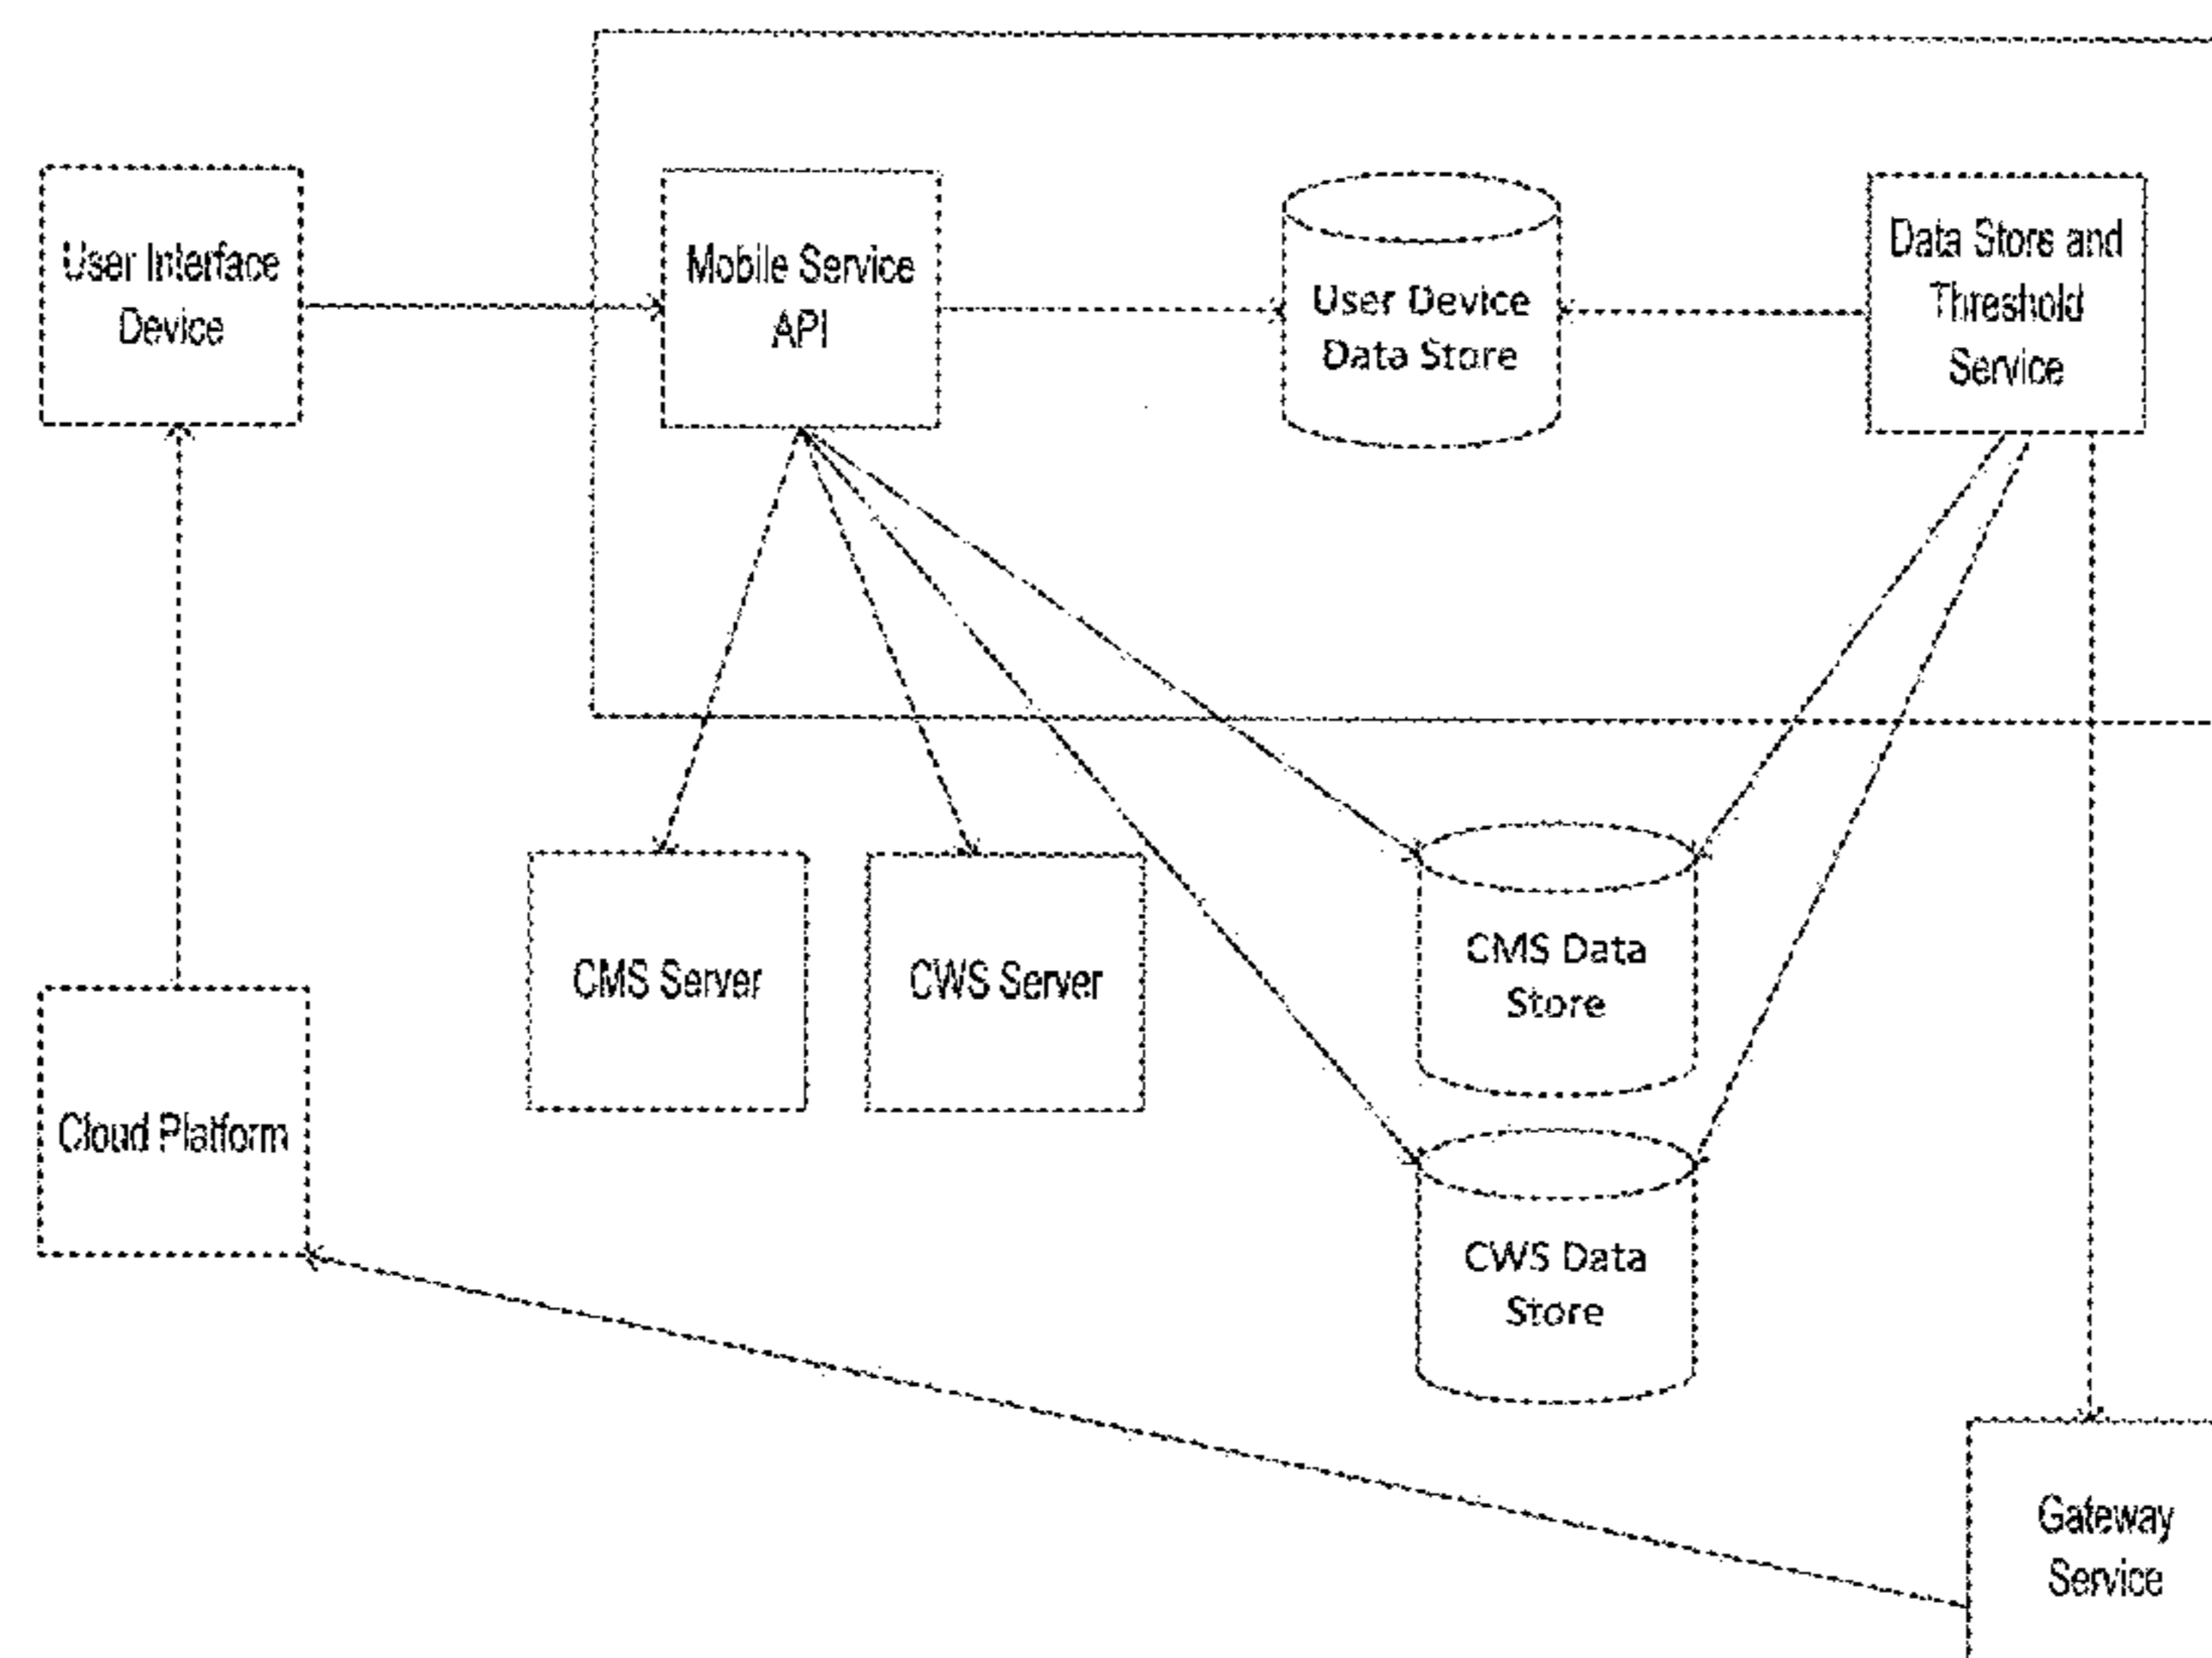 User Interface
Device
Mobile Service
API
User Device
Data Store
Data Store and
Threshold
Service
CMS Server
CWS Server
CMS Data
Store
Cloud Platform
CWS Data
Store
Gateway
Service